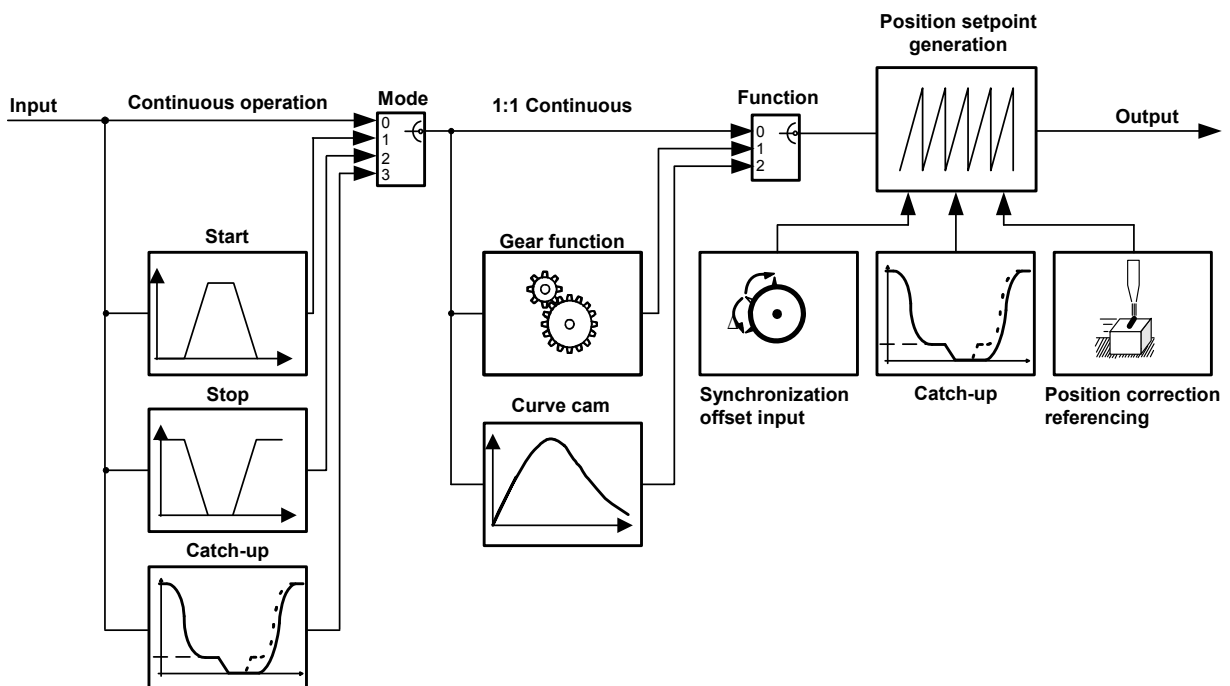 Position setpoint
generation
Input
Continuous operation
Mode
1:1 Continuous
Function
Output
0
1
2
3
0
1
2
Start
Gear function
Stop
Curve cam
Synchronization
offset input
Catch-up
Position correction
referencing
Catch-up